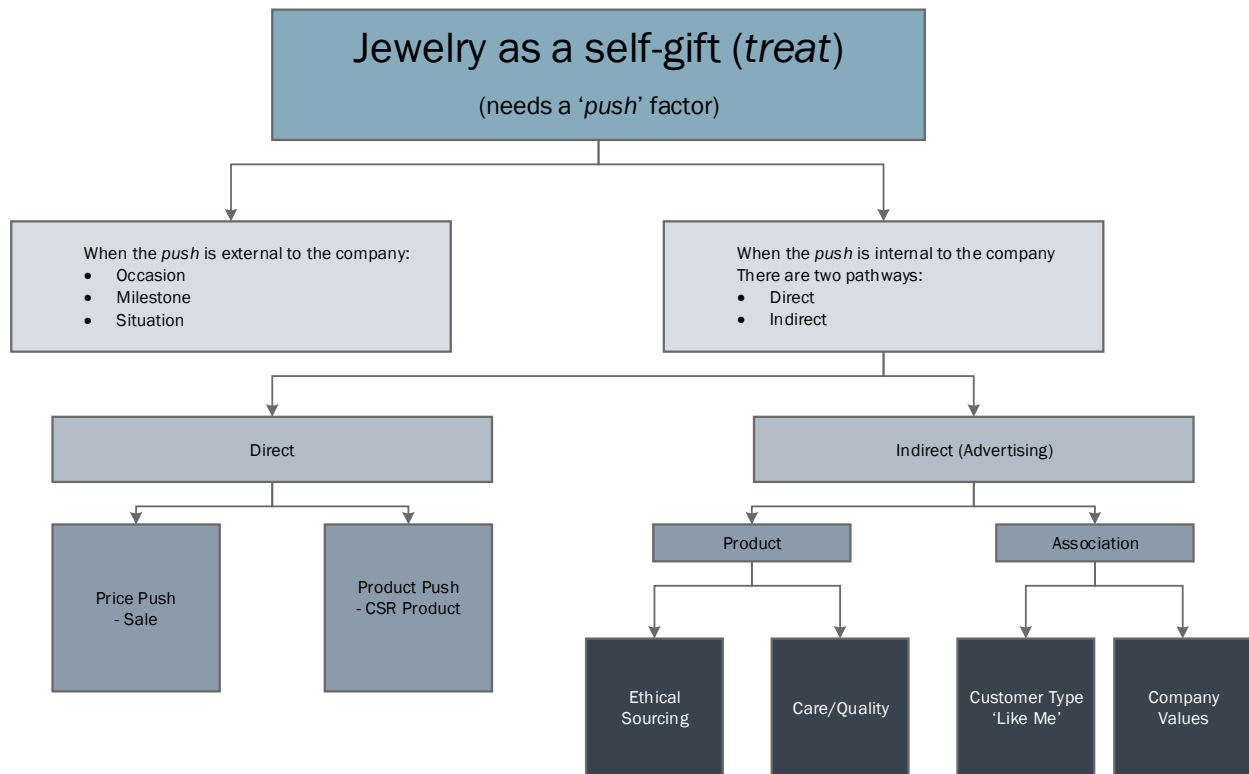 Jewelry as a self-gift (treat)
(needs a ‘push’ factor)
When the push is external to the company:
• Occasion
• Milestone
• Situation
When the push is internal to the company
There are two pathways:
• Direct
• Indirect
Direct
Indirect (Advertising)
Price Push
- Sale
Product Push
- CSR Product
Product
Association
Ethical
Sourcing
Care/Quality
Customer Type
‘Like Me’
Company
Values